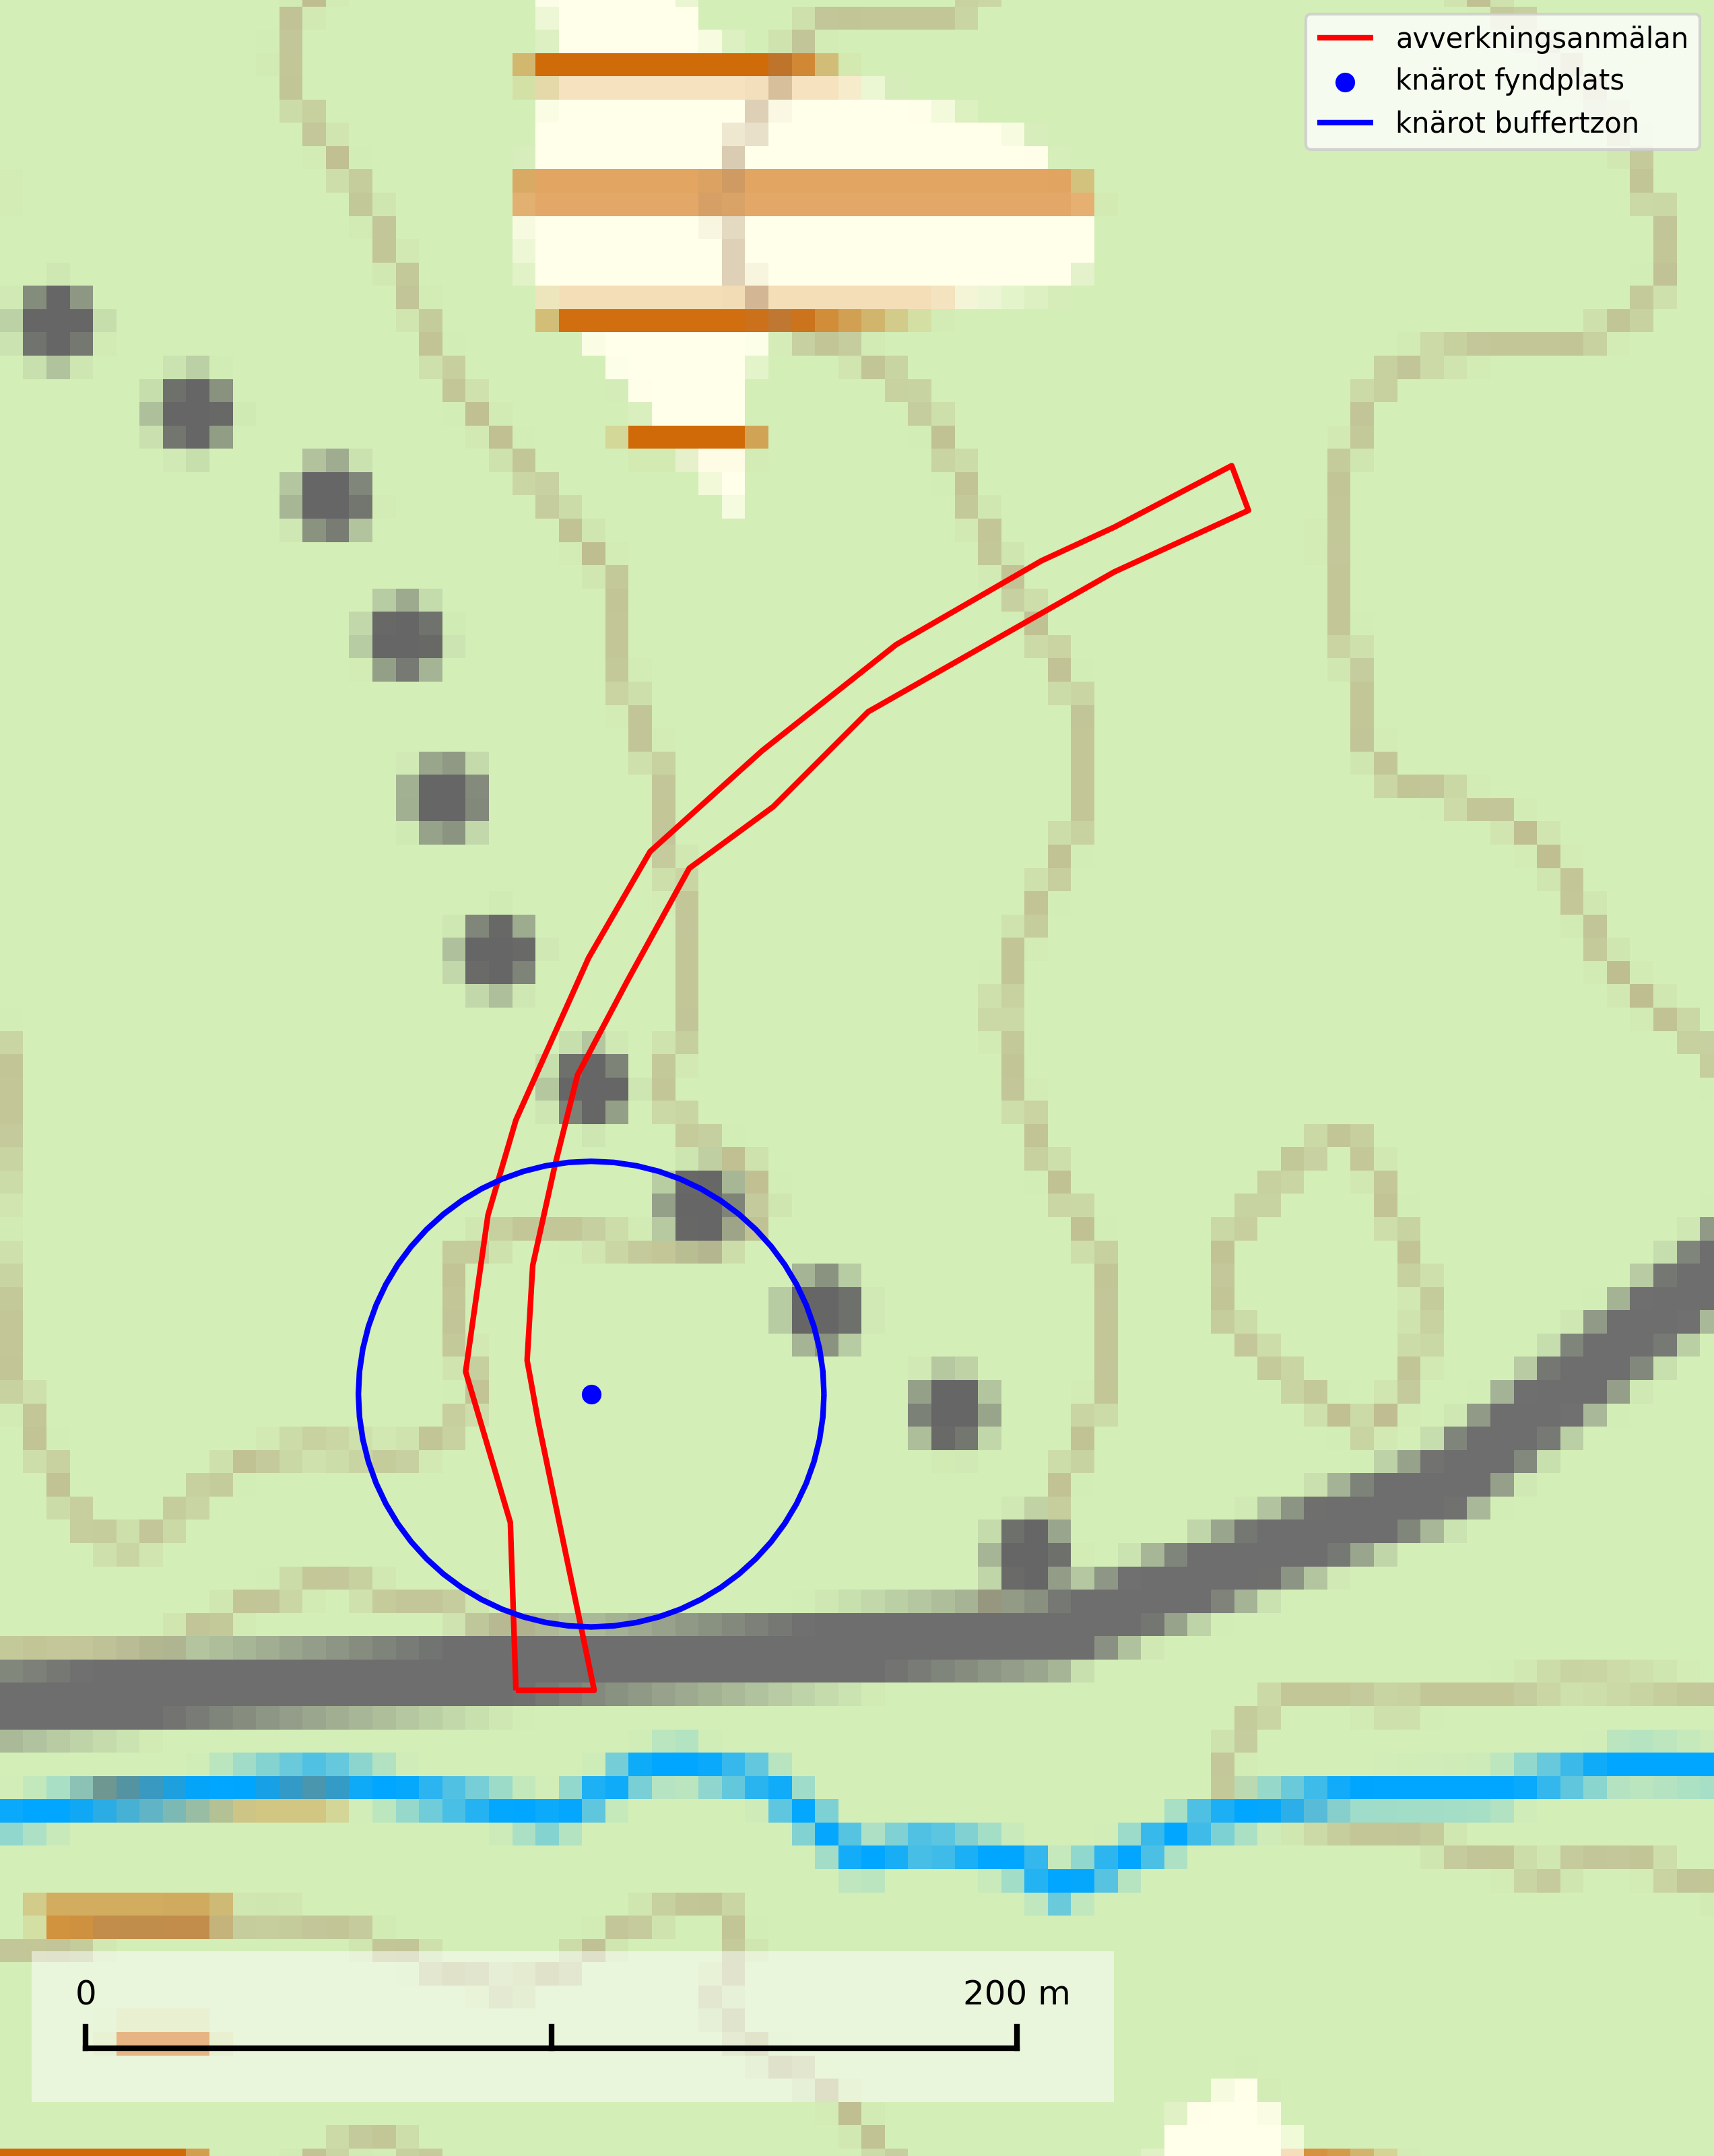 avverkningsanmälan
knärot fyndplats
knärot buffertzon
0 200 m